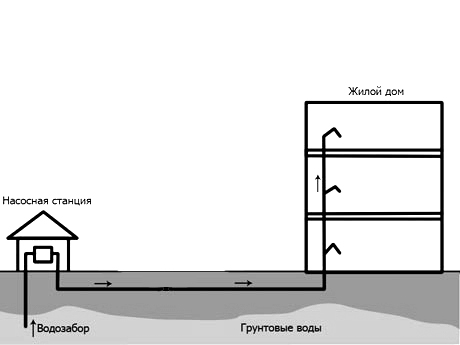 Жилой дом
Насосная станция
Водозабор
Грунтовые воды